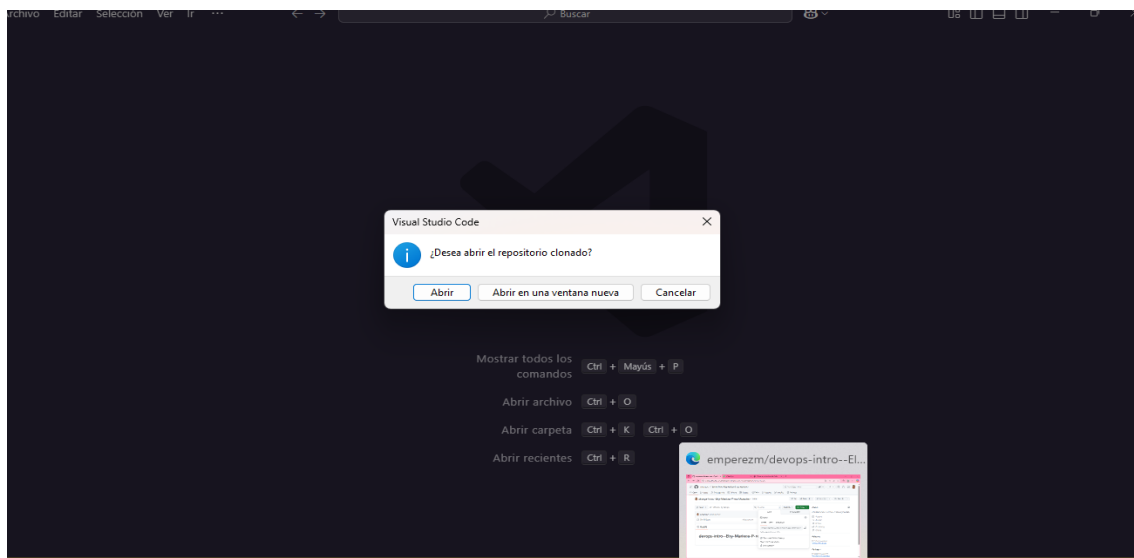 Archivo Editar Selección Ver Ir ··· Buscar
Visual Studio Code
¿Desea abrir el repositorio clonado?
Abrir Abrir en una ventana nueva Cancelar
Mostrar todos los comandos Ctrl + Mayús + P
Abrir archivo Ctrl + O
Abrir carpeta Ctrl + K Ctrl + O
Abrir recientes Ctrl + R
emperezm/devops-intro--El...